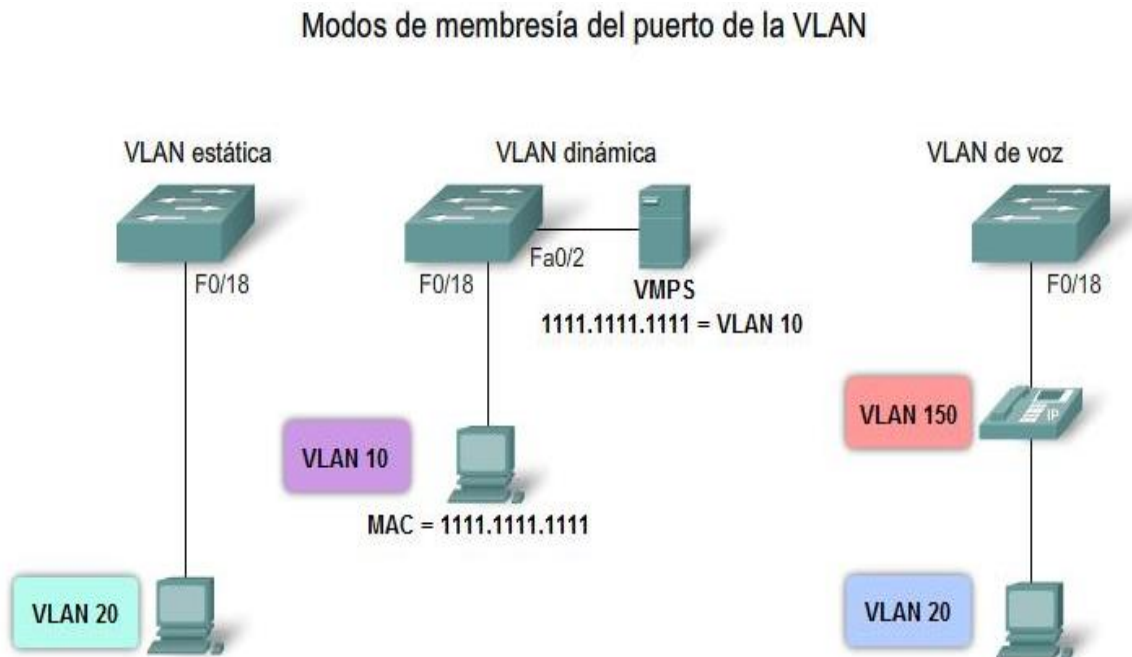 Modos de membresía del puerto de la VLAN
VLAN estática
F0/18
VLAN 20
VLAN dinámica
F0/18
Fa0/2
VMPS
1111.1111.1111 = VLAN 10
VLAN 10
MAC = 1111.1111.1111
VLAN de voz
F0/18
VLAN 150
IP
VLAN 20